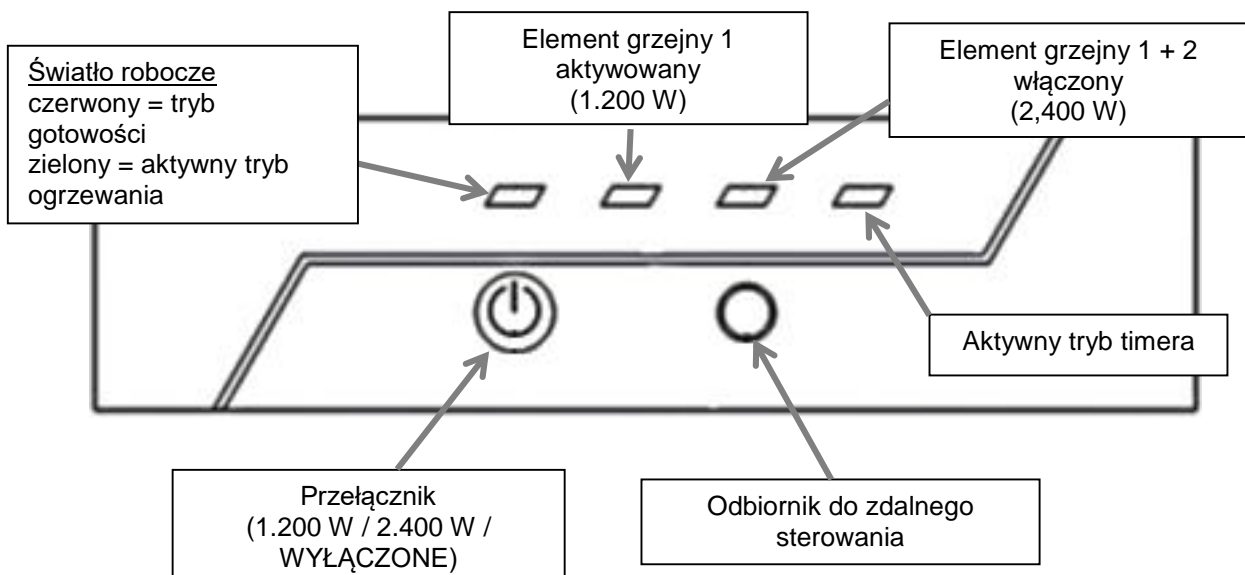 Światło robocze
czerwony = tryb
gotowości
zielony = aktywny tryb
ogrzewania
Element grzejny 1
aktywowany
(1.200 W)
Element grzejny 1 + 2
włączony
(2,400 W)
Aktywny tryb timera
Przełącznik
(1.200 W / 2.400 W /
WYŁĄCZONE)
Odbiornik do zdalnego
sterowania